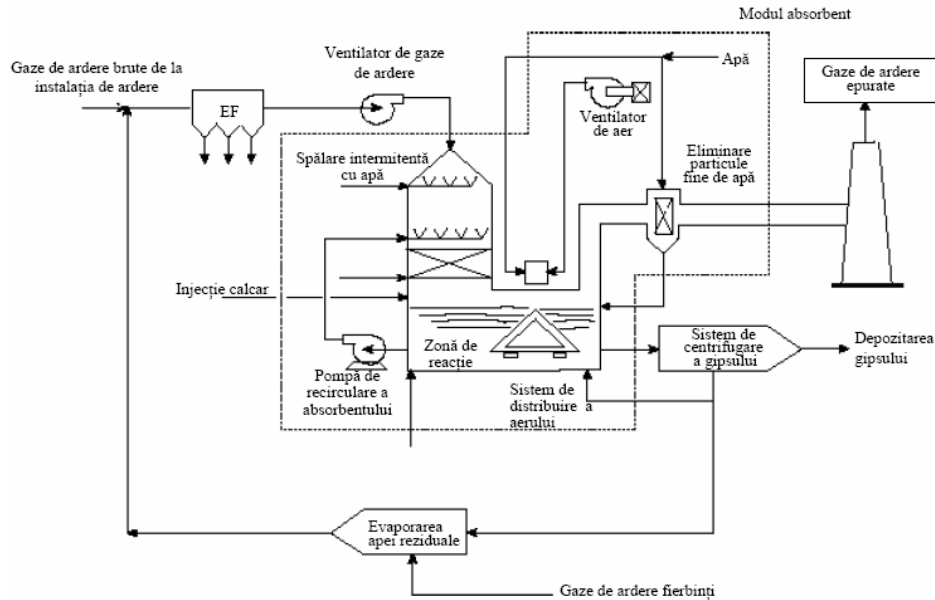 Modul absorbent
Gaze de ardere brute de la
instalația de ardere
Ventilator de gaze
de ardere
Apă
Gaze de ardere
epurate
EF
Ventilator
de aer
Spălare intermitentă
cu apă
Eliminare
particule
fine de apă
Injecție calcar
Zonă de
reacție
Sistem de
centrifugare
a gipsului
Depozitarea
gipsului
Pompă de
recirculare a
absorbentului
Sistem de
distribuire a
aerului
Evaporarea
apei reziduale
Gaze de ardere fierbinți